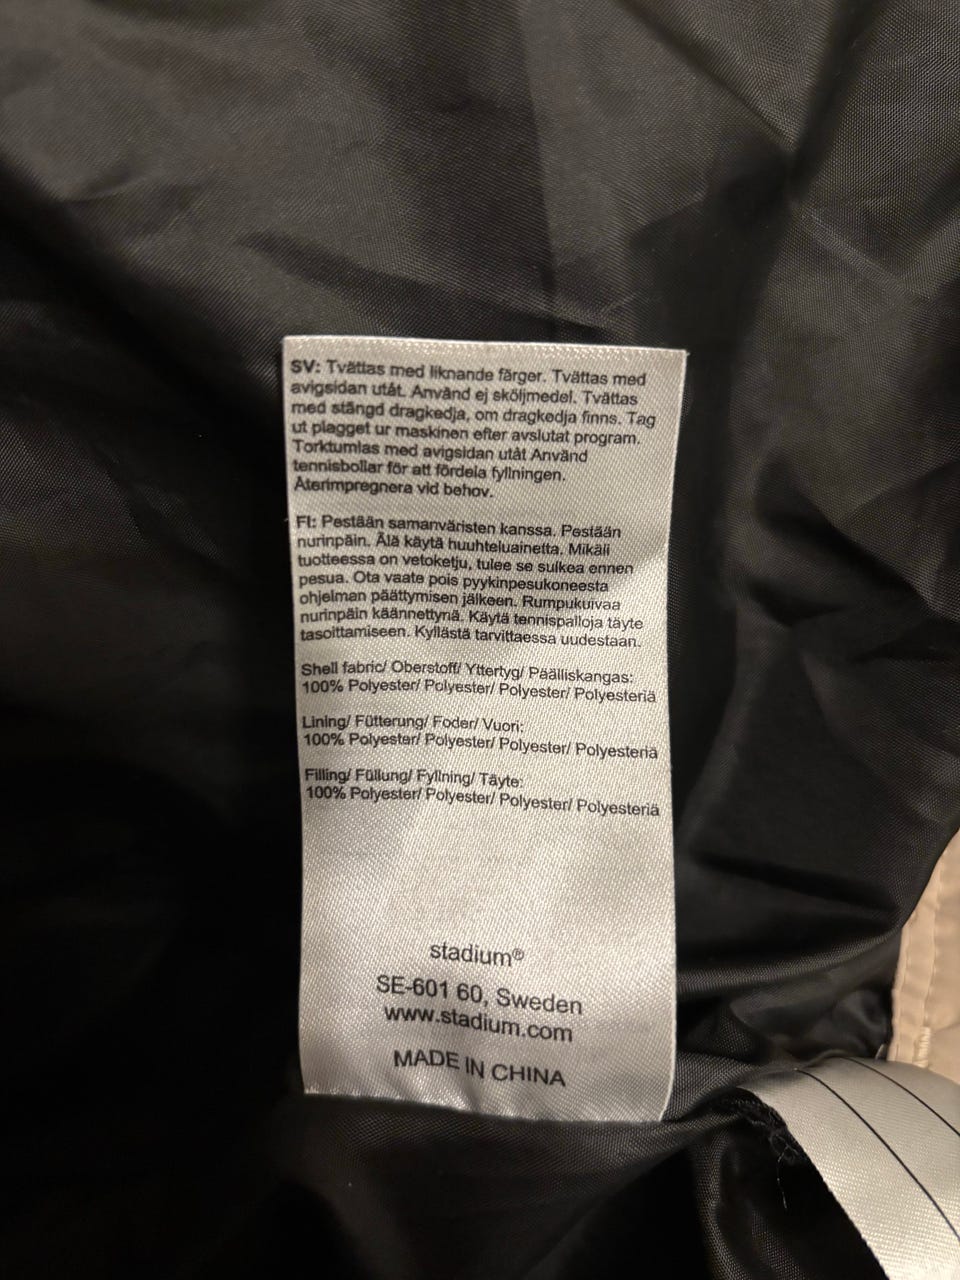 SV: Tvättas med liknande färger. Tvättas med
avigsidan utåt. Använd ej sköljmedel. Tvättas
med stängd dragkedja, om dragkedja finns. Tag
ut plagget ur maskinen efter avslutat program.
Torktumlas med avigsidan utåt Använd
tennisbollar för att fördela fyllningen.
Återimpregnera vid behov.
FI: Pestään samanväristen kanssa. Pestään
nurinpäin. Älä käytä huuhteluainetta. Mikäli
tuotteessa on vetoketju, tulee se sulkea ennen
pesua. Ota vaate pois pyykinpesukoneesta
ohjelman päättymisen jälkeen. Rumpukuivaa
nurinpäin käännettynä. Käytä tennispalloja täyte
tasoittamiseen. Kyllästä tarvittaessa uudestaan.
Shell fabric/ Oberstoff/ Yttertyg/ Päälliskangas:
100% Polyester/ Polyester/ Polyester/ Polyesteriä
Lining/ Fütterung/ Foder/ Vuori:
100% Polyester/ Polyester/ Polyester/ Polyesteriä
Filling/ Füllung/ Fyllning/ Täyte:
100% Polyester/ Polyester/ Polyester/ Polyesteriä
stadium®
SE-601 60, Sweden
www.stadium.com
MADE IN CHINA